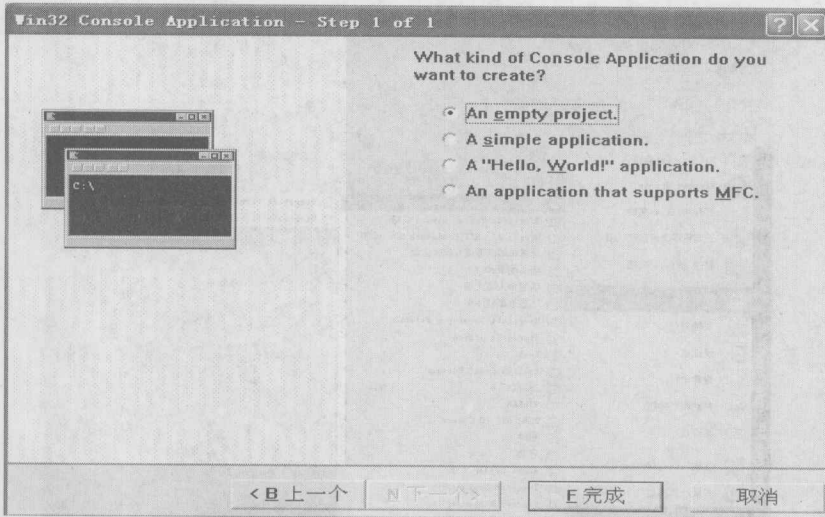 Win32 Console Application - Step 1 of 1
What kind of Console Application do you
want to create?
An empty project.
A simple application.
A "Hello, World!" application.
An application that supports MFC.
C:\
< B 上一个
N 下一个 >
F 完成
取消